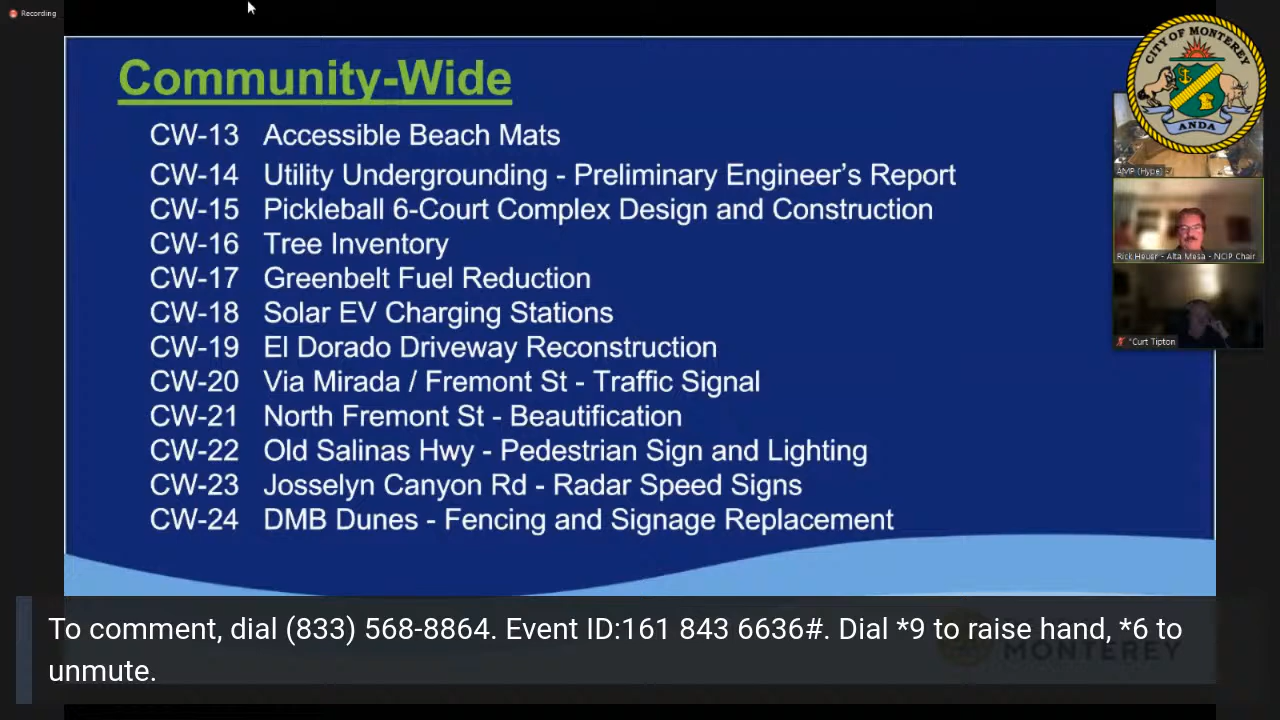 Recording
Community-Wide
CW-13 Accessible Beach Mats
CW-14 Utility Undergrounding - Preliminary Engineer's Report
CW-15 Pickleball 6-Court Complex Design and Construction
CW-16 Tree Inventory
CW-17 Greenbelt Fuel Reduction
CW-18 Solar EV Charging Stations
CW-19 El Dorado Driveway Reconstruction
CW-20 Via Mirada / Fremont St - Traffic Signal
CW-21 North Fremont St - Beautification
CW-22 Old Salinas Hwy - Pedestrian Sign and Lighting
CW-23 Josselyn Canyon Rd - Radar Speed Signs
CW-24 DMB Dunes - Fencing and Signage Replacement
CITY OF MONTEREY
ANDA
AMP (Hype)
Rick Heuer - Alta Mesa - NCIP Chair
*Curt Tipton
MONTEREY
To comment, dial (833) 568-8864. Event ID:161 843 6636#. Dial *9 to raise hand, *6 to
unmute.